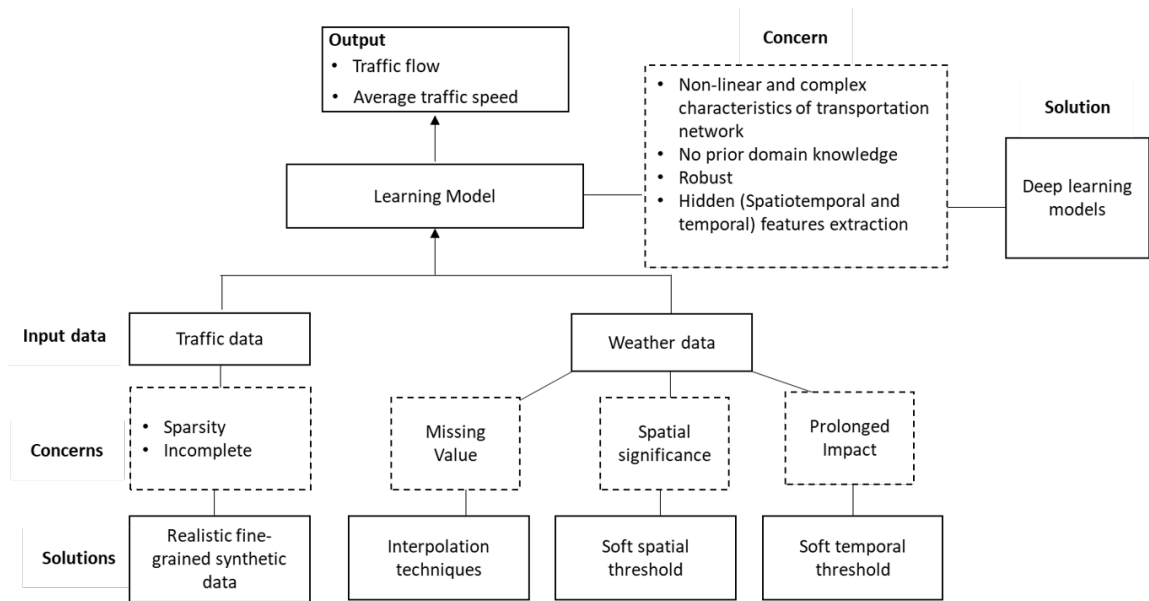 Output
• Traffic flow
• Average traffic speed
Concern
• Non-linear and complex
characteristics of transportation
network
• No prior domain knowledge
• Robust
• Hidden (Spatiotemporal and
temporal) features extraction
Solution
Deep learning
models
Learning Model
Input data
Traffic data
Weather data
Concerns
• Sparsity
• Incomplete
Missing
Value
Spatial
significance
Prolonged
Impact
Solutions
Realistic fine-
grained synthetic
data
Interpolation
techniques
Soft spatial
threshold
Soft temporal
threshold